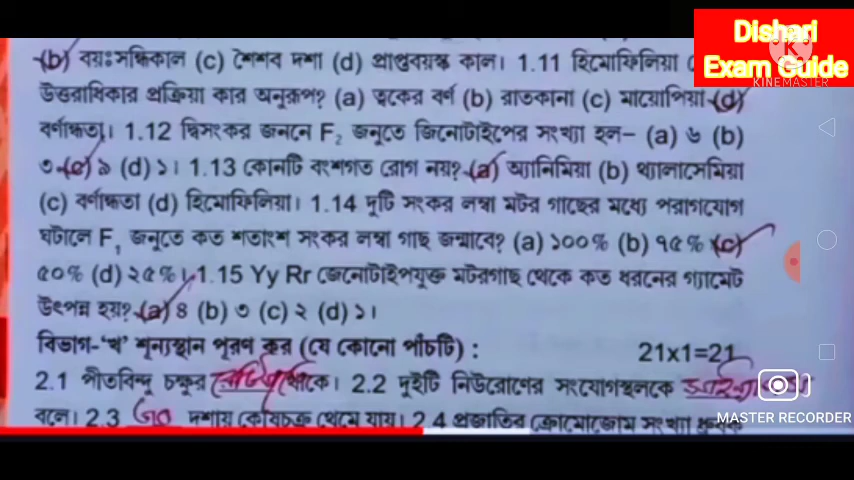 Dishari
Exam Guide
KINEMASTER
(b) বয়ঃসন্ধিকাল (c) শৈশব দশা (d) প্রাপ্তবয়স্ক কাল। 1.11 হিমোফিলিয়া
উত্তরাধিকার প্রক্রিয়া কার অনুরূপ? (a) ত্বকের বর্ণ (b) রাতকানা (c) মায়োপিয়া (d)
বর্ণান্ধতা। 1.12 দ্বিসংকর জননে F₂ জনুতে জিনোটাইপের সংখ্যা হল– (a) ৬ (b)
৩ (c) ৯ (d) ১। 1.13 কোনটি বংশগত রোগ নয়? (a) অ্যানিমিয়া (b) থ্যালাসেমিয়া
(c) বর্ণান্ধতা (d) হিমোফিলিয়া। 1.14 দুটি সংকর লম্বা মটর গাছের মধ্যে পরাগযোগ
ঘটালে F₁ জনুতে কত শতাংশ সংকর লম্বা গাছ জন্মাবে? (a) ১০০% (b) ৭৫% (c)
৫০% (d) ২৫%। 1.15 Yy Rr জেনোটাইপযুক্ত মটরগাছ থেকে কত ধরনের গ্যামেট
উৎপন্ন হয়? (a) ৪ (b) ৩ (c) ২ (d) ১।
বিভাগ-‘খ’ শূন্যস্থান পূরণ কর (যে কোনো পাঁচটি) : 21x1=21
2.1 পীতবিন্দু চক্ষুর থাকে। 2.2 দুইটি নিউরোণের সংযোগস্থলকে
বলে। 2.3 G0 দশায় কোষচক্র থেমে যায়। 2.4 প্রজাতির ক্রোমোজোম সংখ্যা ধ্রুবক
MASTER RECORDER